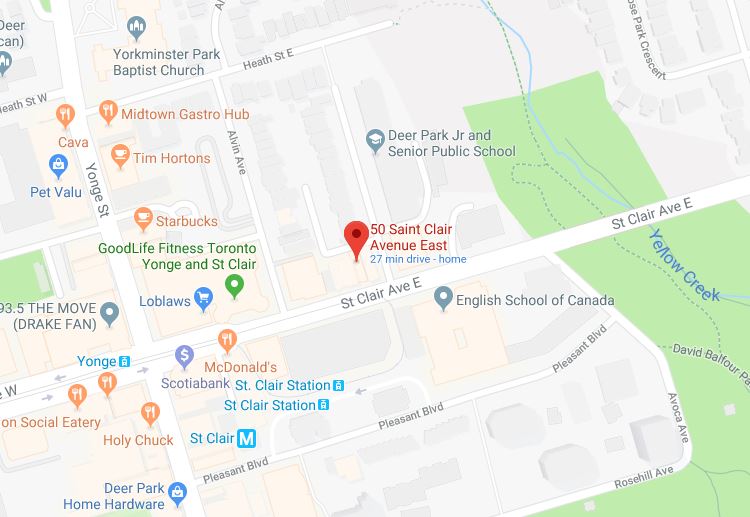 Deer
can)
Yorkminster Park
Baptist Church
Heath St E
Heath St W
Midtown Gastro Hub
Cava
Tim Hortons
Pet Valu
Yonge St
Alvin Ave
Deer Park Jr and
Senior Public School
ose Park Crescent
Starbucks
GoodLife Fitness Toronto
Yonge and St Clair
50 Saint Clair
Avenue East
27 min drive - home
St Clair Ave E
Yellow Creek
Loblaws
St Clair Ave E
English School of Canada
93.5 THE MOVE
(DRAKE FAN)
Yonge
McDonald's
Scotiabank
St. Clair Station
St Clair Station
e W
on Social Eatery
Holy Chuck
St Clair M
Pleasant Blvd
Pleasant Blvd
Pleasant Blvd
David Balfour Pa
Avoca Ave
Rosehill Ave
Deer Park
Home Hardware